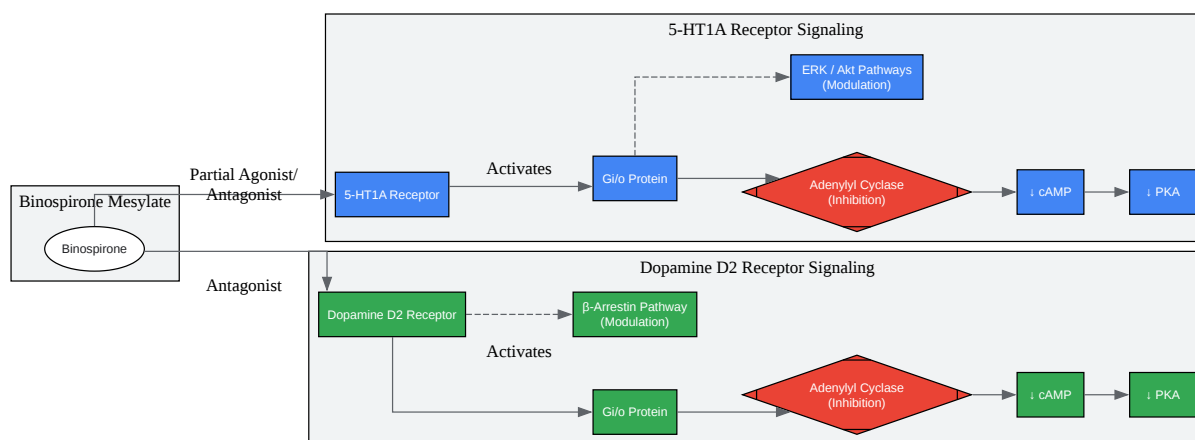 5-HT1A Receptor Signaling
ERK / Akt Pathways
(Modulation)
Partial Agonist/
Antagonist
Activates
5-HT1A Receptor
Gi/o Protein
Adenylyl Cyclase
(Inhibition)
↓ cAMP
↓ PKA
Binospirone Mesylate
Binospirone
Antagonist
Dopamine D2 Receptor Signaling
Dopamine D2 Receptor
β-Arrestin Pathway
(Modulation)
Activates
Gi/o Protein
Adenylyl Cyclase
(Inhibition)
↓ cAMP
↓ PKA